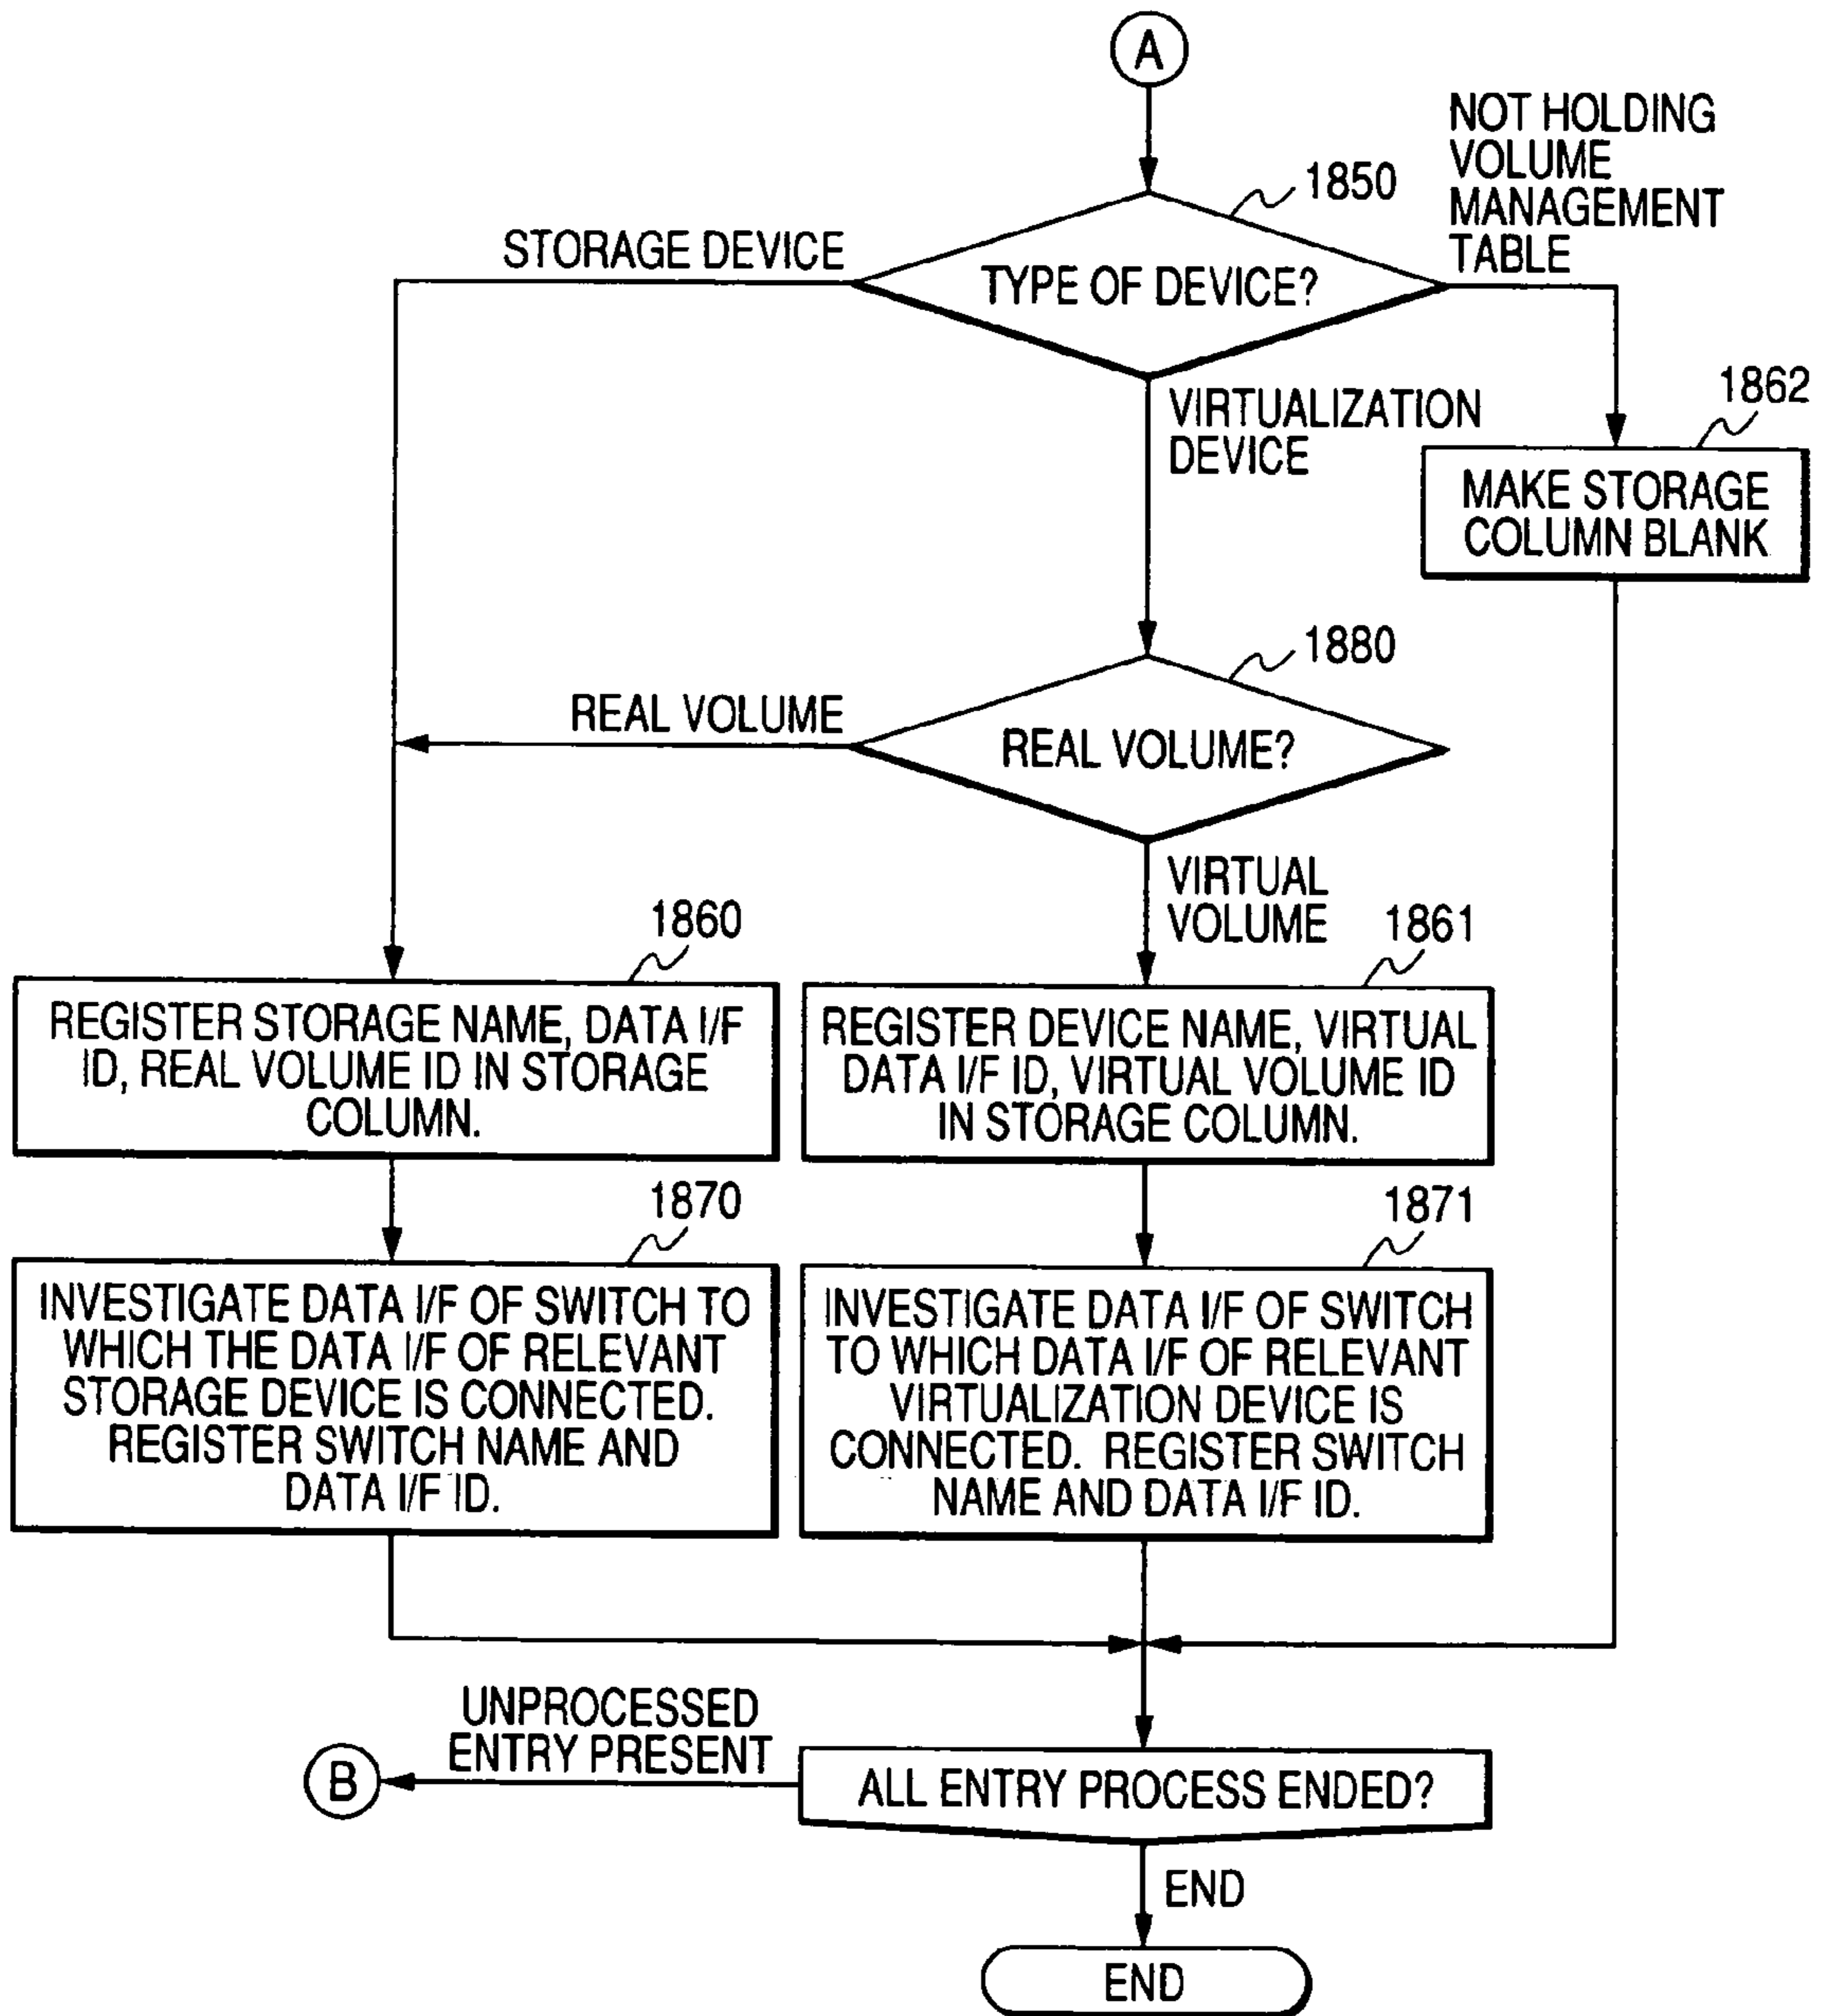 A
NOT HOLDING
VOLUME
MANAGEMENT
TABLE
1850
STORAGE DEVICE
TYPE OF DEVICE?
VIRTUALIZATION
DEVICE
1862
MAKE STORAGE
COLUMN BLANK
1880
REAL VOLUME
REAL VOLUME?
VIRTUAL
VOLUME
1860
REGISTER STORAGE NAME, DATA I/F
ID, REAL VOLUME ID IN STORAGE
COLUMN.
1861
REGISTER DEVICE NAME, VIRTUAL
DATA I/F ID, VIRTUAL VOLUME ID
IN STORAGE COLUMN.
1870
INVESTIGATE DATA I/F OF SWITCH TO
WHICH THE DATA I/F OF RELEVANT
STORAGE DEVICE IS CONNECTED.
REGISTER SWITCH NAME AND
DATA I/F ID.
1871
INVESTIGATE DATA I/F OF SWITCH
TO WHICH DATA I/F OF RELEVANT
VIRTUALIZATION DEVICE IS
CONNECTED. REGISTER SWITCH
NAME AND DATA I/F ID.
UNPROCESSED
ENTRY PRESENT
B
ALL ENTRY PROCESS ENDED?
END
END